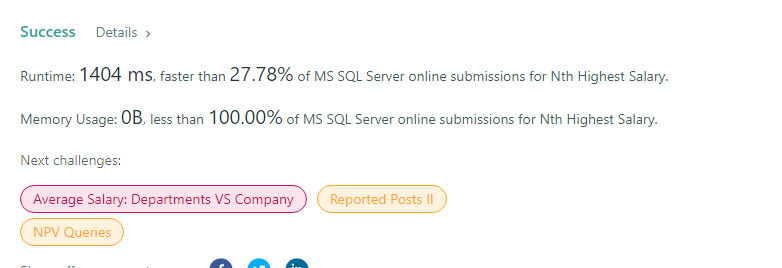 Success Details >
Runtime: 1404 ms, faster than 27.78% of MS SQL Server online submissions for Nth Highest Salary.
Memory Usage: 0B, less than 100.00% of MS SQL Server online submissions for Nth Highest Salary.
Next challenges:
Average Salary: Departments VS Company Reported Posts II
NPV Queries